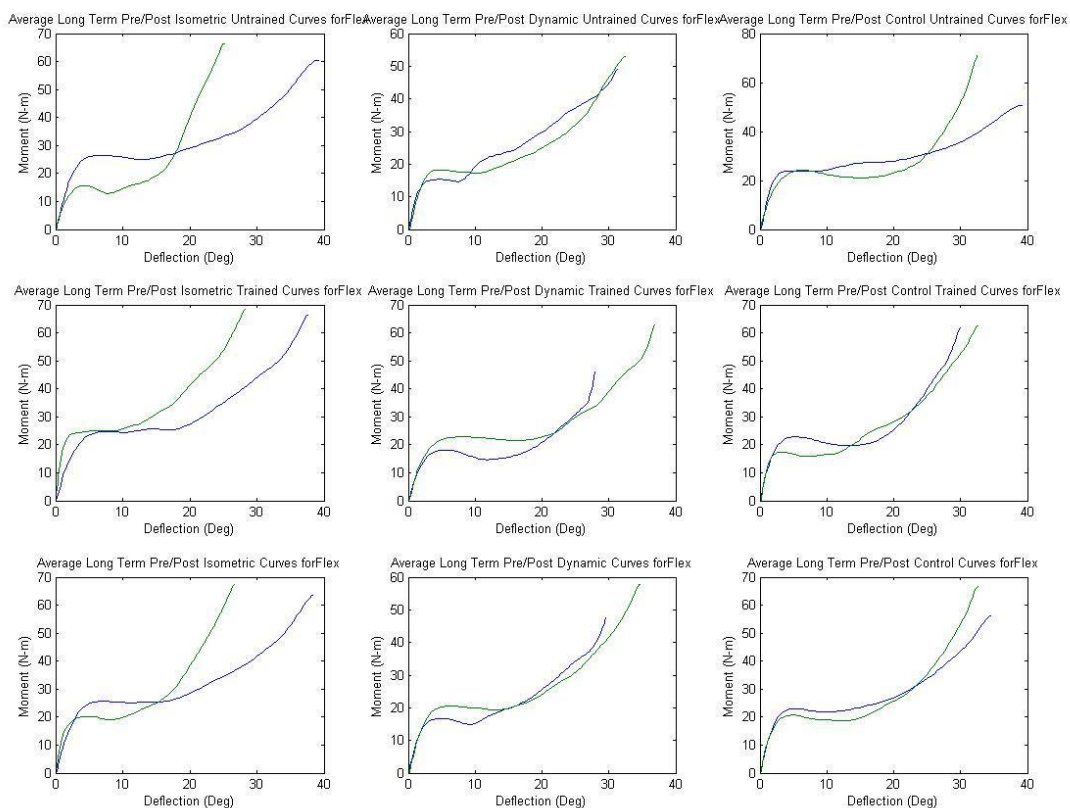 Average Long Term Pre/Post Isometric Untrained Curves forFlex
Average Long Term Pre/Post Dynamic Untrained Curves forFlex
Average Long Term Pre/Post Control Untrained Curves forFlex
70
60
50
40
30
20
10
0
Moment (N-m)
0 10 20 30 40
Deflection (Deg)
60
50
40
30
20
10
0
Moment (N-m)
0 10 20 30 40
Deflection (Deg)
80
60
40
20
0
Moment (N-m)
0 10 20 30 40
Deflection (Deg)
Average Long Term Pre/Post Isometric Trained Curves forFlex
Average Long Term Pre/Post Dynamic Trained Curves forFlex
Average Long Term Pre/Post Control Trained Curves forFlex
70
60
50
40
30
20
10
0
Moment (N-m)
0 10 20 30 40
Deflection (Deg)
70
60
50
40
30
20
10
0
Moment (N-m)
0 10 20 30 40
Deflection (Deg)
70
60
50
40
30
20
10
0
Moment (N-m)
0 10 20 30 40
Deflection (Deg)
Average Long Term Pre/Post Isometric Curves forFlex
Average Long Term Pre/Post Dynamic Curves forFlex
Average Long Term Pre/Post Control Curves forFlex
70
60
50
40
30
20
10
0
Moment (N-m)
0 10 20 30 40
Deflection (Deg)
60
50
40
30
20
10
0
Moment (N-m)
0 10 20 30 40
Deflection (Deg)
70
60
50
40
30
20
10
0
Moment (N-m)
0 10 20 30 40
Deflection (Deg)